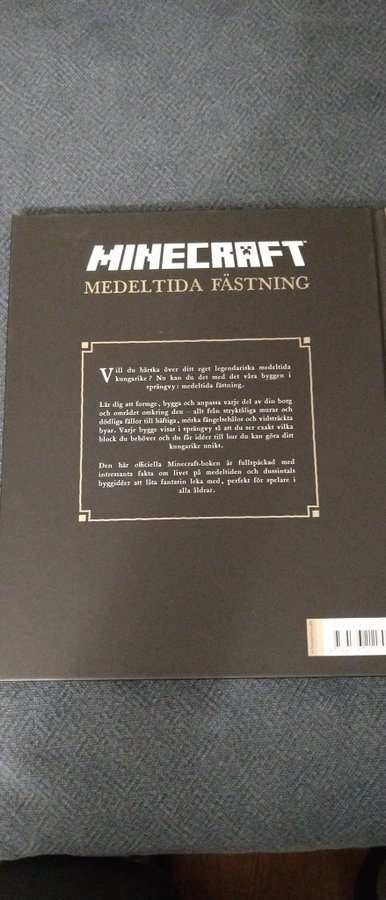 MINECRAFT
MEDELTIDA FÄSTNING
Vill du härska över ditt eget legendariska medeltida
kungarike? Nu kan du det med det våra byggen i
sprängvy: medeltida fästning.
Lär dig att formge, bygga och anpassa varje del av din borg
och området omkring den – allt från stryktåliga murar och
dödliga fällor till häftiga, mörka fängelsehålor och vidsträckta
byar. Varje bygge visas i sprängvy så att du ser exakt vilka
block du behöver och du får idéer till hur du kan göra ditt
kungarike unikt.
Den här officiella Minecraft-boken är fullspäckad med
intressanta fakta om livet på medeltiden och dussintals
byggidéer att låta fantasin leka med, perfekt för spelare i
alla åldrar.